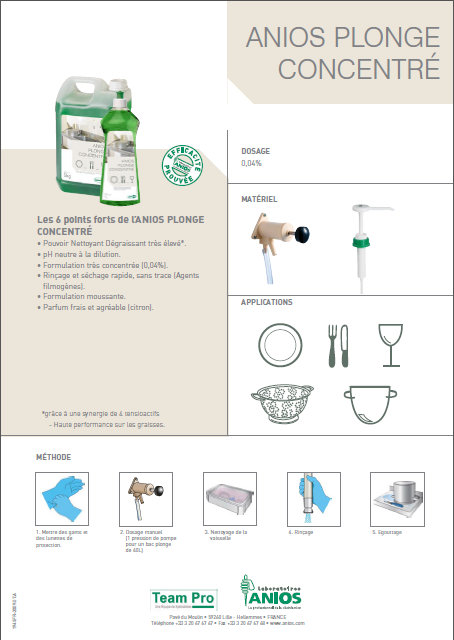 ANIOS PLONGE
CONCENTRÉ
ANIOS
PLONGE
CONCENTRÉ
EFFICACITÉ
ANIOS
PROUVÉE
DOSAGE
0,04%
MATÉRIEL
Les 6 points forts de l'ANIOS PLONGE
CONCENTRÉ
• Pouvoir Nettoyant Dégraissant très élevé*.
• pH neutre à la dilution.
• Formulation très concentrée (0,04%).
• Rinçage et séchage rapide, sans trace (Agents
filmogènes).
• Formulation moussante.
• Parfum frais et agréable (citron).
*grâce à une synergie de 4 tensioactifs
- Haute performance sur les graisses.
APPLICATIONS
MÉTHODE
1. Mettre des gants et
des lunettes de
protection.
2. Dosage manuel
(1 pression de pompe
pour un bac plonge
de 40L)
3. Nettoyage de la
vaisselle
4. Rinçage
5. Egouttage
Team Pro
Laboratoires
ANIOS
Pavé du Moulin • 59260 Lille - Hellemmes • FRANCE
Téléphone +33 3 20 67 67 67 • Fax +33 3 20 67 67 68 • www.anios.com